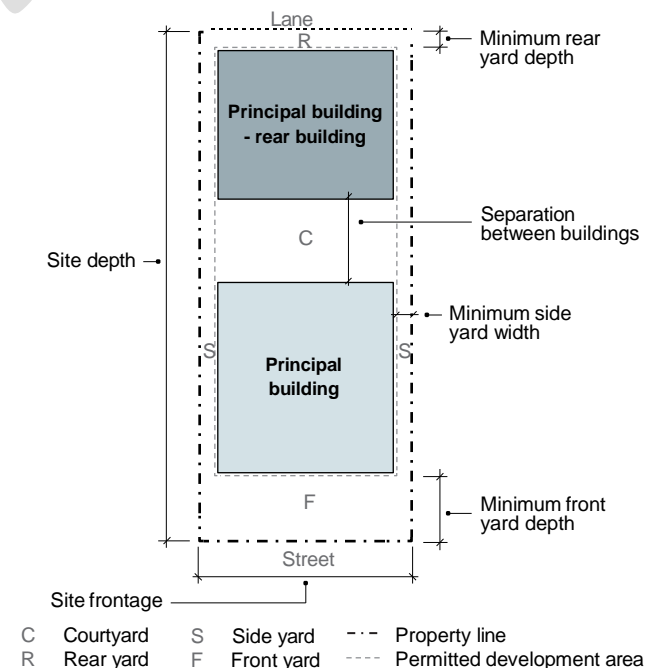 Lane
R
Minimum rear
yard depth
Principal building
- rear building
Separation
between buildings
C
Site depth
Minimum side
yard width
S
S
Principal
building
F
Minimum front
yard depth
Street
Site frontage
C Courtyard S Side yard Property line
R Rear yard F Front yard Permitted development area